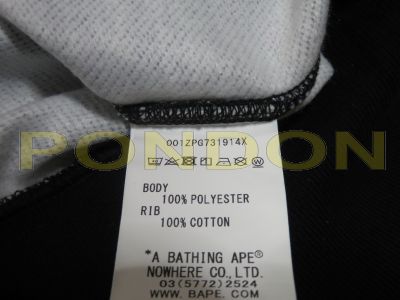 001ZPG731914X
BODY
100% POLYESTER
RIB
100% COTTON
PONDON
"A BATHING APE®
NOWHERE CO., LTD.
03(5772)2524
WWW.BAPE.COM